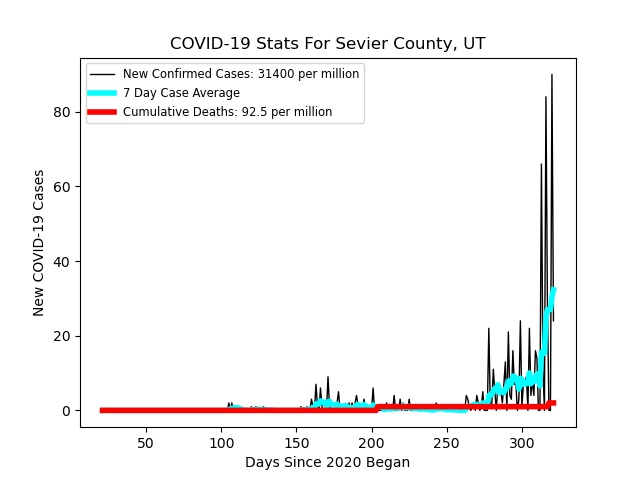 COVID-19 Stats For Sevier County, UT
New Confirmed Cases: 31400 per million
7 Day Case Average
Cumulative Deaths: 92.5 per million
New COVID-19 Cases
80
60
40
20
0
50 100 150 200 250 300
Days Since 2020 Began